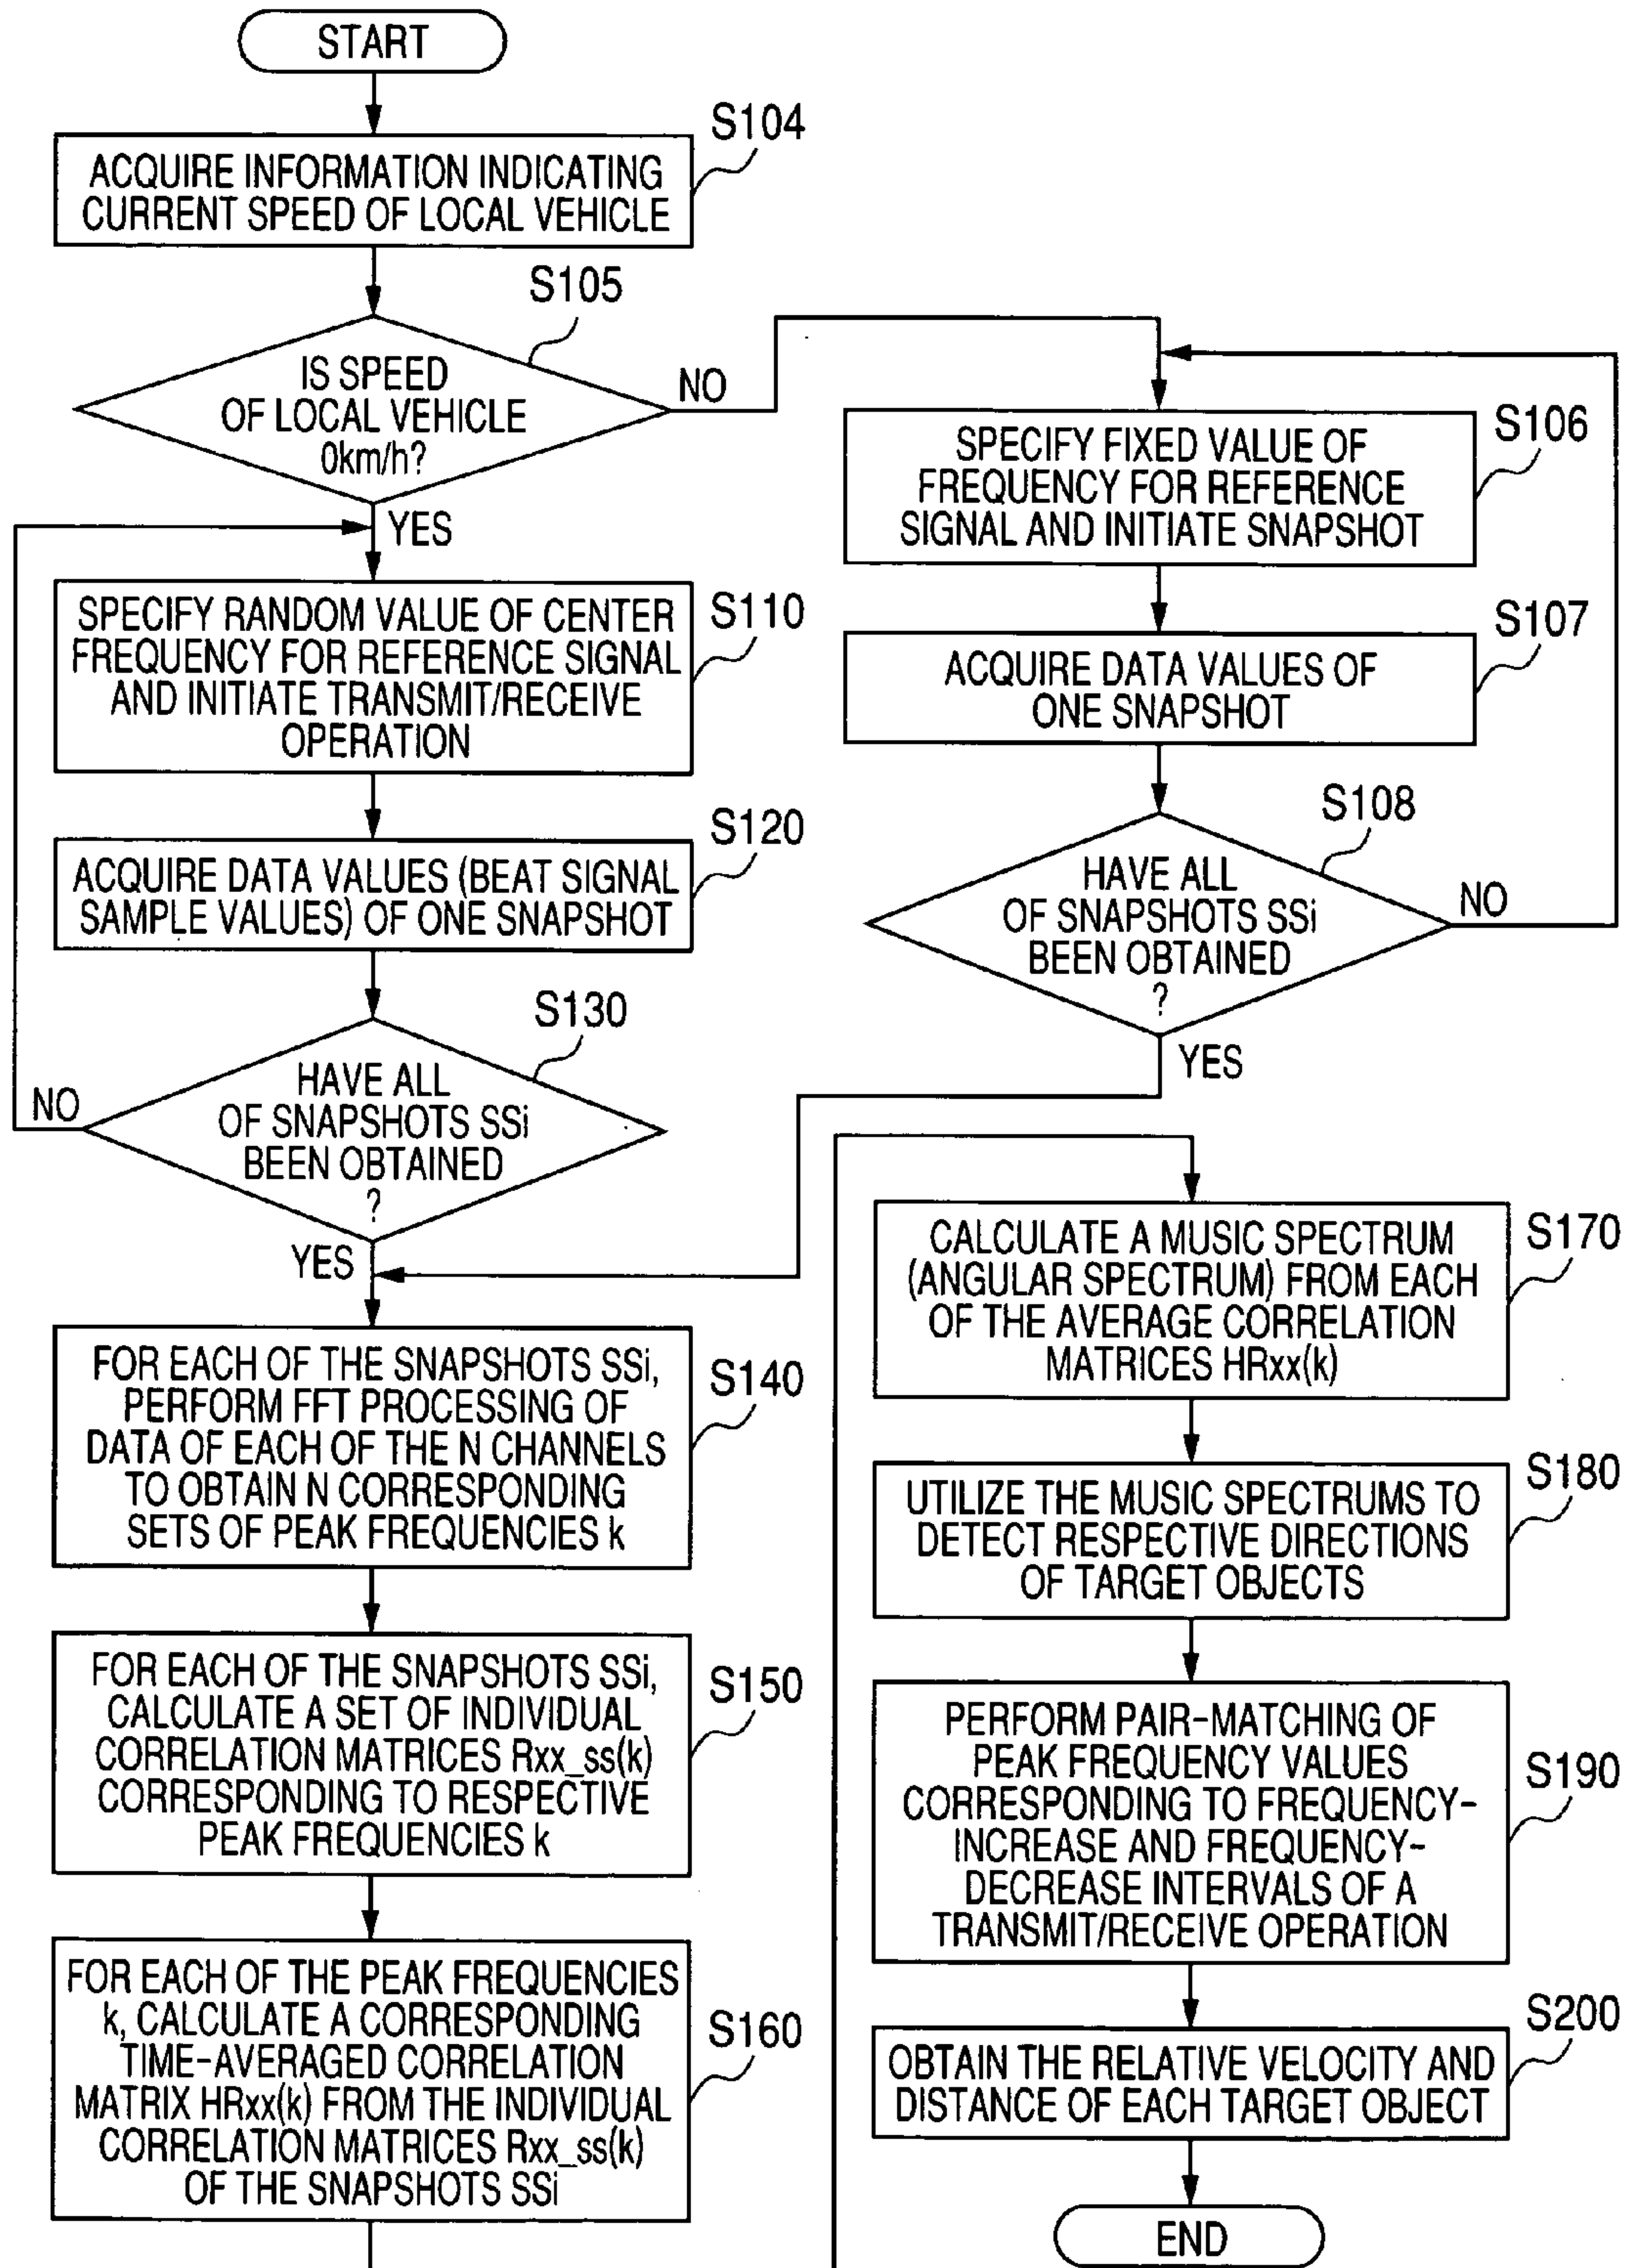 START
S104
ACQUIRE INFORMATION INDICATING
CURRENT SPEED OF LOCAL VEHICLE
S105
IS SPEED
OF LOCAL VEHICLE
0km/h?
NO
YES
S106
SPECIFY FIXED VALUE OF
FREQUENCY FOR REFERENCE
SIGNAL AND INITIATE SNAPSHOT
S107
ACQUIRE DATA VALUES OF
ONE SNAPSHOT
S108
HAVE ALL
OF SNAPSHOTS SSi
BEEN OBTAINED
?
NO
YES
S110
SPECIFY RANDOM VALUE OF CENTER
FREQUENCY FOR REFERENCE SIGNAL
AND INITIATE TRANSMIT/RECEIVE
OPERATION
S120
ACQUIRE DATA VALUES (BEAT SIGNAL
SAMPLE VALUES) OF ONE SNAPSHOT
S130
HAVE ALL
OF SNAPSHOTS SSi
BEEN OBTAINED
?
NO
YES
S140
FOR EACH OF THE SNAPSHOTS SSi,
PERFORM FFT PROCESSING OF
DATA OF EACH OF THE N CHANNELS
TO OBTAIN N CORRESPONDING
SETS OF PEAK FREQUENCIES k
S150
FOR EACH OF THE SNAPSHOTS SSi,
CALCULATE A SET OF INDIVIDUAL
CORRELATION MATRICES Rxx_ss(k)
CORRESPONDING TO RESPECTIVE
PEAK FREQUENCIES k
S160
FOR EACH OF THE PEAK FREQUENCIES
k, CALCULATE A CORRESPONDING
TIME-AVERAGED CORRELATION
MATRIX HRxx(k) FROM THE INDIVIDUAL
CORRELATION MATRICES Rxx_ss(k)
OF THE SNAPSHOTS SSi
S170
CALCULATE A MUSIC SPECTRUM
(ANGULAR SPECTRUM) FROM EACH
OF THE AVERAGE CORRELATION
MATRICES HRxx(k)
S180
UTILIZE THE MUSIC SPECTRUMS TO
DETECT RESPECTIVE DIRECTIONS
OF TARGET OBJECTS
S190
PERFORM PAIR-MATCHING OF
PEAK FREQUENCY VALUES
CORRESPONDING TO FREQUENCY-
INCREASE AND FREQUENCY-
DECREASE INTERVALS OF A
TRANSMIT/RECEIVE OPERATION
S200
OBTAIN THE RELATIVE VELOCITY AND
DISTANCE OF EACH TARGET OBJECT
END